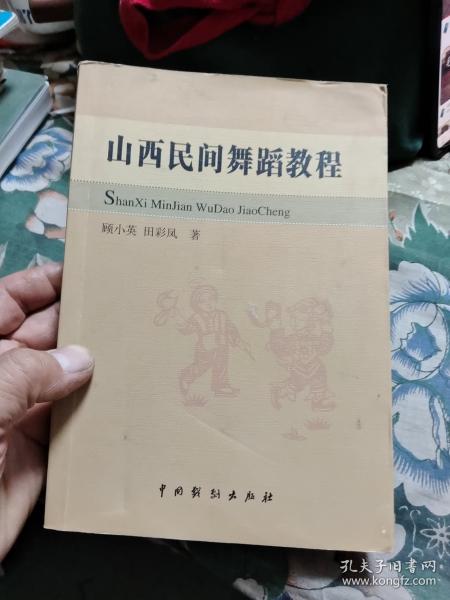 山西民间舞蹈教程
ShanXi MinJian WuDao JiaoCheng
顾小英 田彩凤 著
中国戏剧出版社
孔夫子旧书网
www.kongfz.com